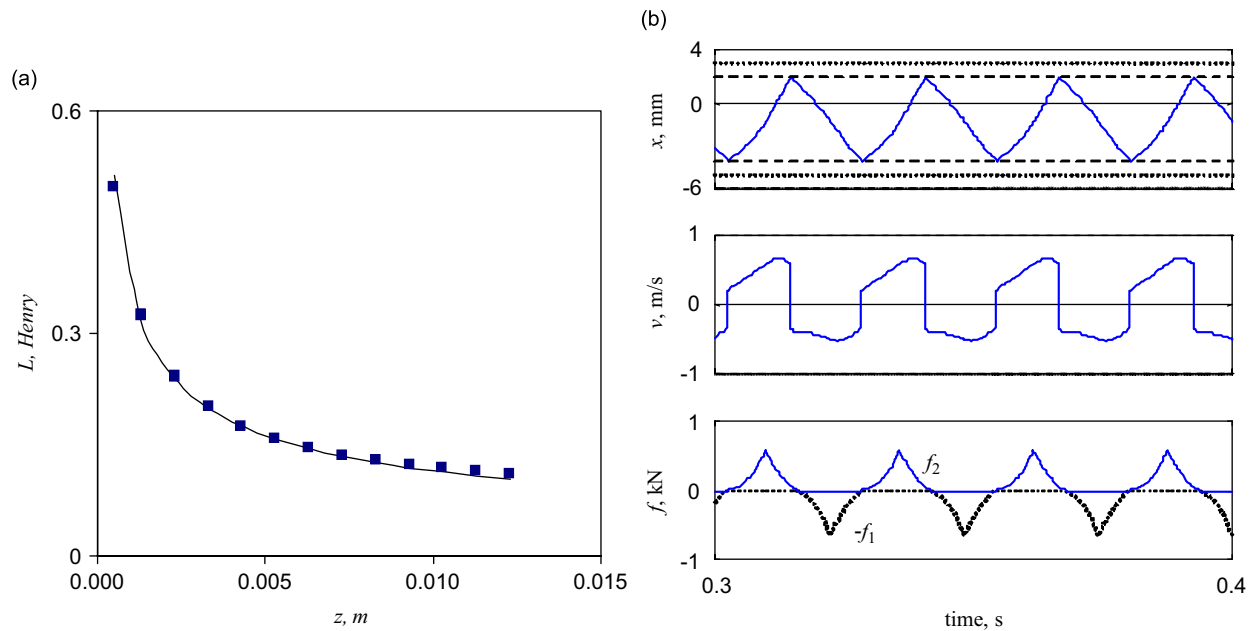 (a)
0.6
0.3
0
L, Henry
0.000
0.005
0.010
0.015
z, m
(b)
4
0
-6
x, mm
1
0
-1
v, m/s
1
0
-1
f, kN
f2
-f1
0.3
0.4
time, s